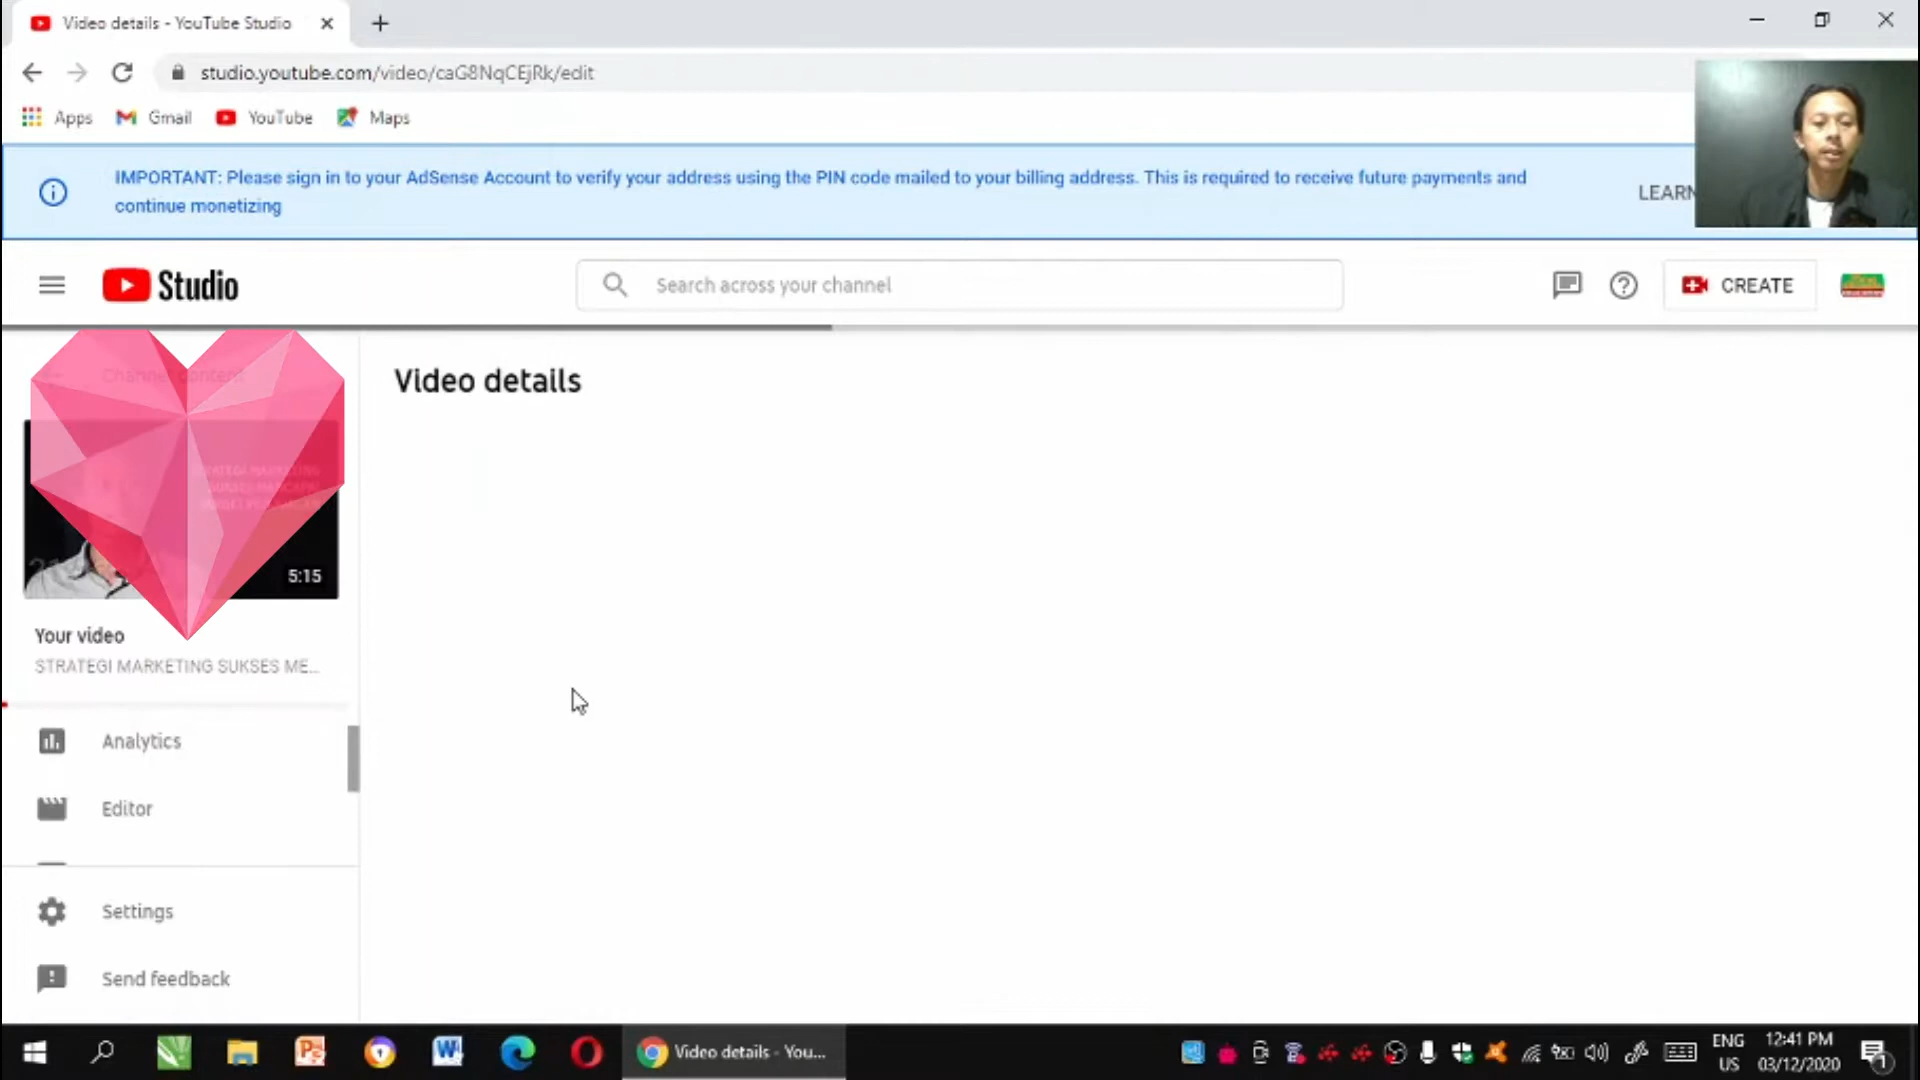 Video details - YouTube Studio
studio.youtube.com/video/caG8NqCEjRk/edit
Apps
Gmail
YouTube
Maps
IMPORTANT: Please sign in to your AdSense Account to verify your address using the PIN code mailed to your billing address. This is required to receive future payments and
continue monetizing
LEARN
Studio
Search across your channel
CREATE
Channel content
Video details
5:15
Your video
STRATEGI MARKETING SUKSES ME...
Analytics
Editor
Settings
Send feedback
Video details - You...
ENG
US
12:41 PM
03/12/2020
1